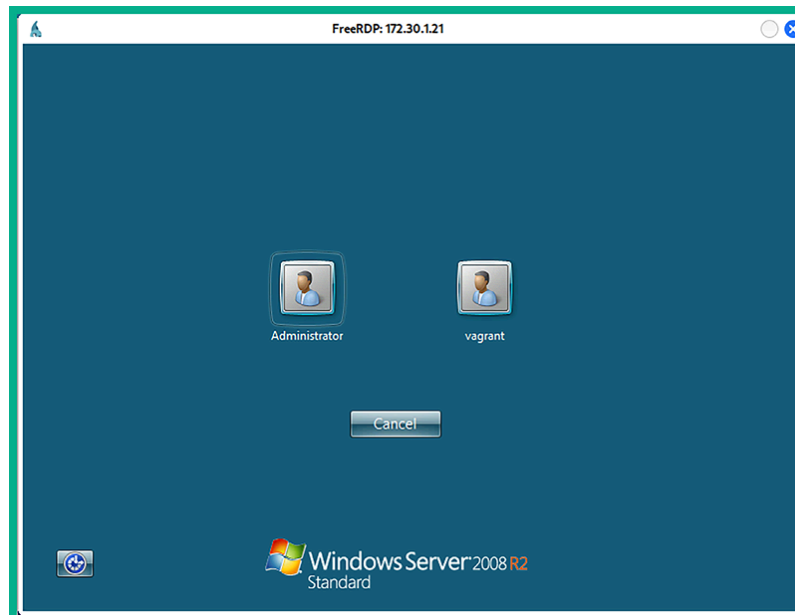 FreeRDP: 172.30.1.21
Administrator
vagrant
Cancel
Windows Server 2008 R2
Standard